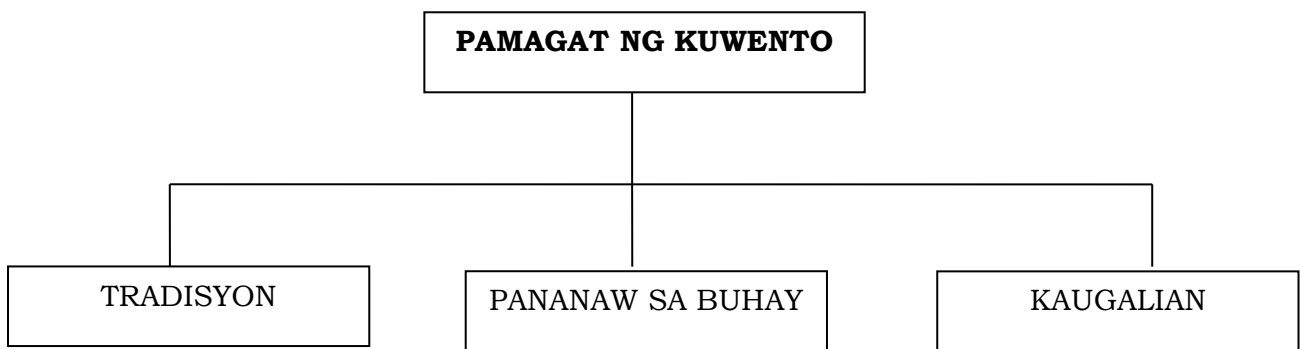 PAMAGAT NG KUWENTO
TRADISYON
PANANAW SA BUHAY
KAUGALIAN